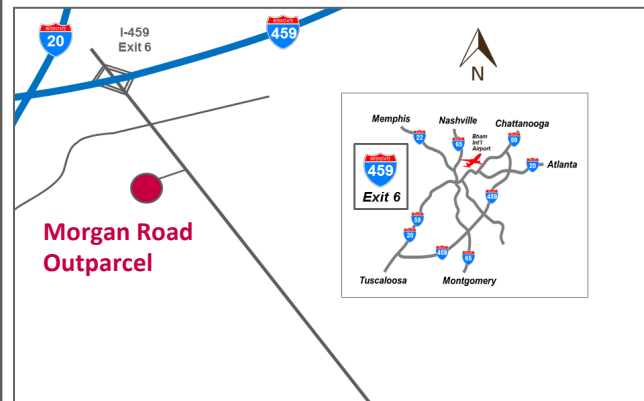 INTERSTATE
20
I-459
Exit 6
INTERSTATE
459
N
Morgan Road
Outparcel
Memphis
Nashville
Chattanooga
22
65
Bham
Int'l
Airport
59
20
Atlanta
INTERSTATE
459
Exit 6
459
59
20
459
65
Tuscaloosa
Montgomery